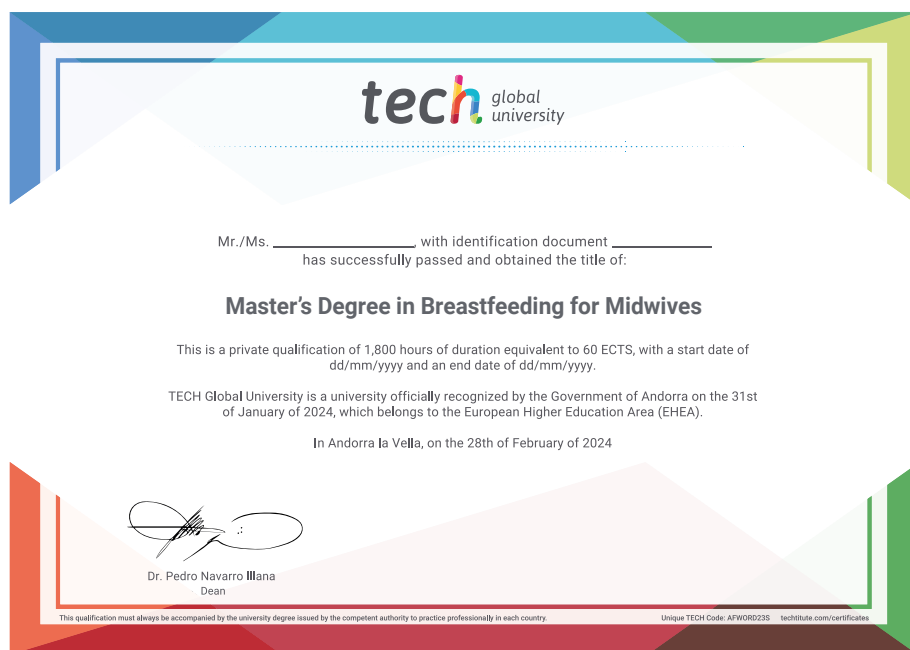 tech global university
Mr./Ms. ____________, with identification document ____________
has successfully passed and obtained the title of:
Master's Degree in Breastfeeding for Midwives
This is a private qualification of 1,800 hours of duration equivalent to 60 ECTS, with a start date of
dd/mm/yyyy and an end date of dd/mm/yyyy.
TECH Global University is a university officially recognized by the Government of Andorra on the 31st
of January of 2024, which belongs to the European Higher Education Area (EHEA).
In Andorra la Vella, on the 28th of February of 2024
Dr. Pedro Navarro Illana
Dean
This qualification must always be accompanied by the university degree issued by the competent authority to practice professionally in each country.
Unique TECH Code: AFWORD23S techtitute.com/certificates